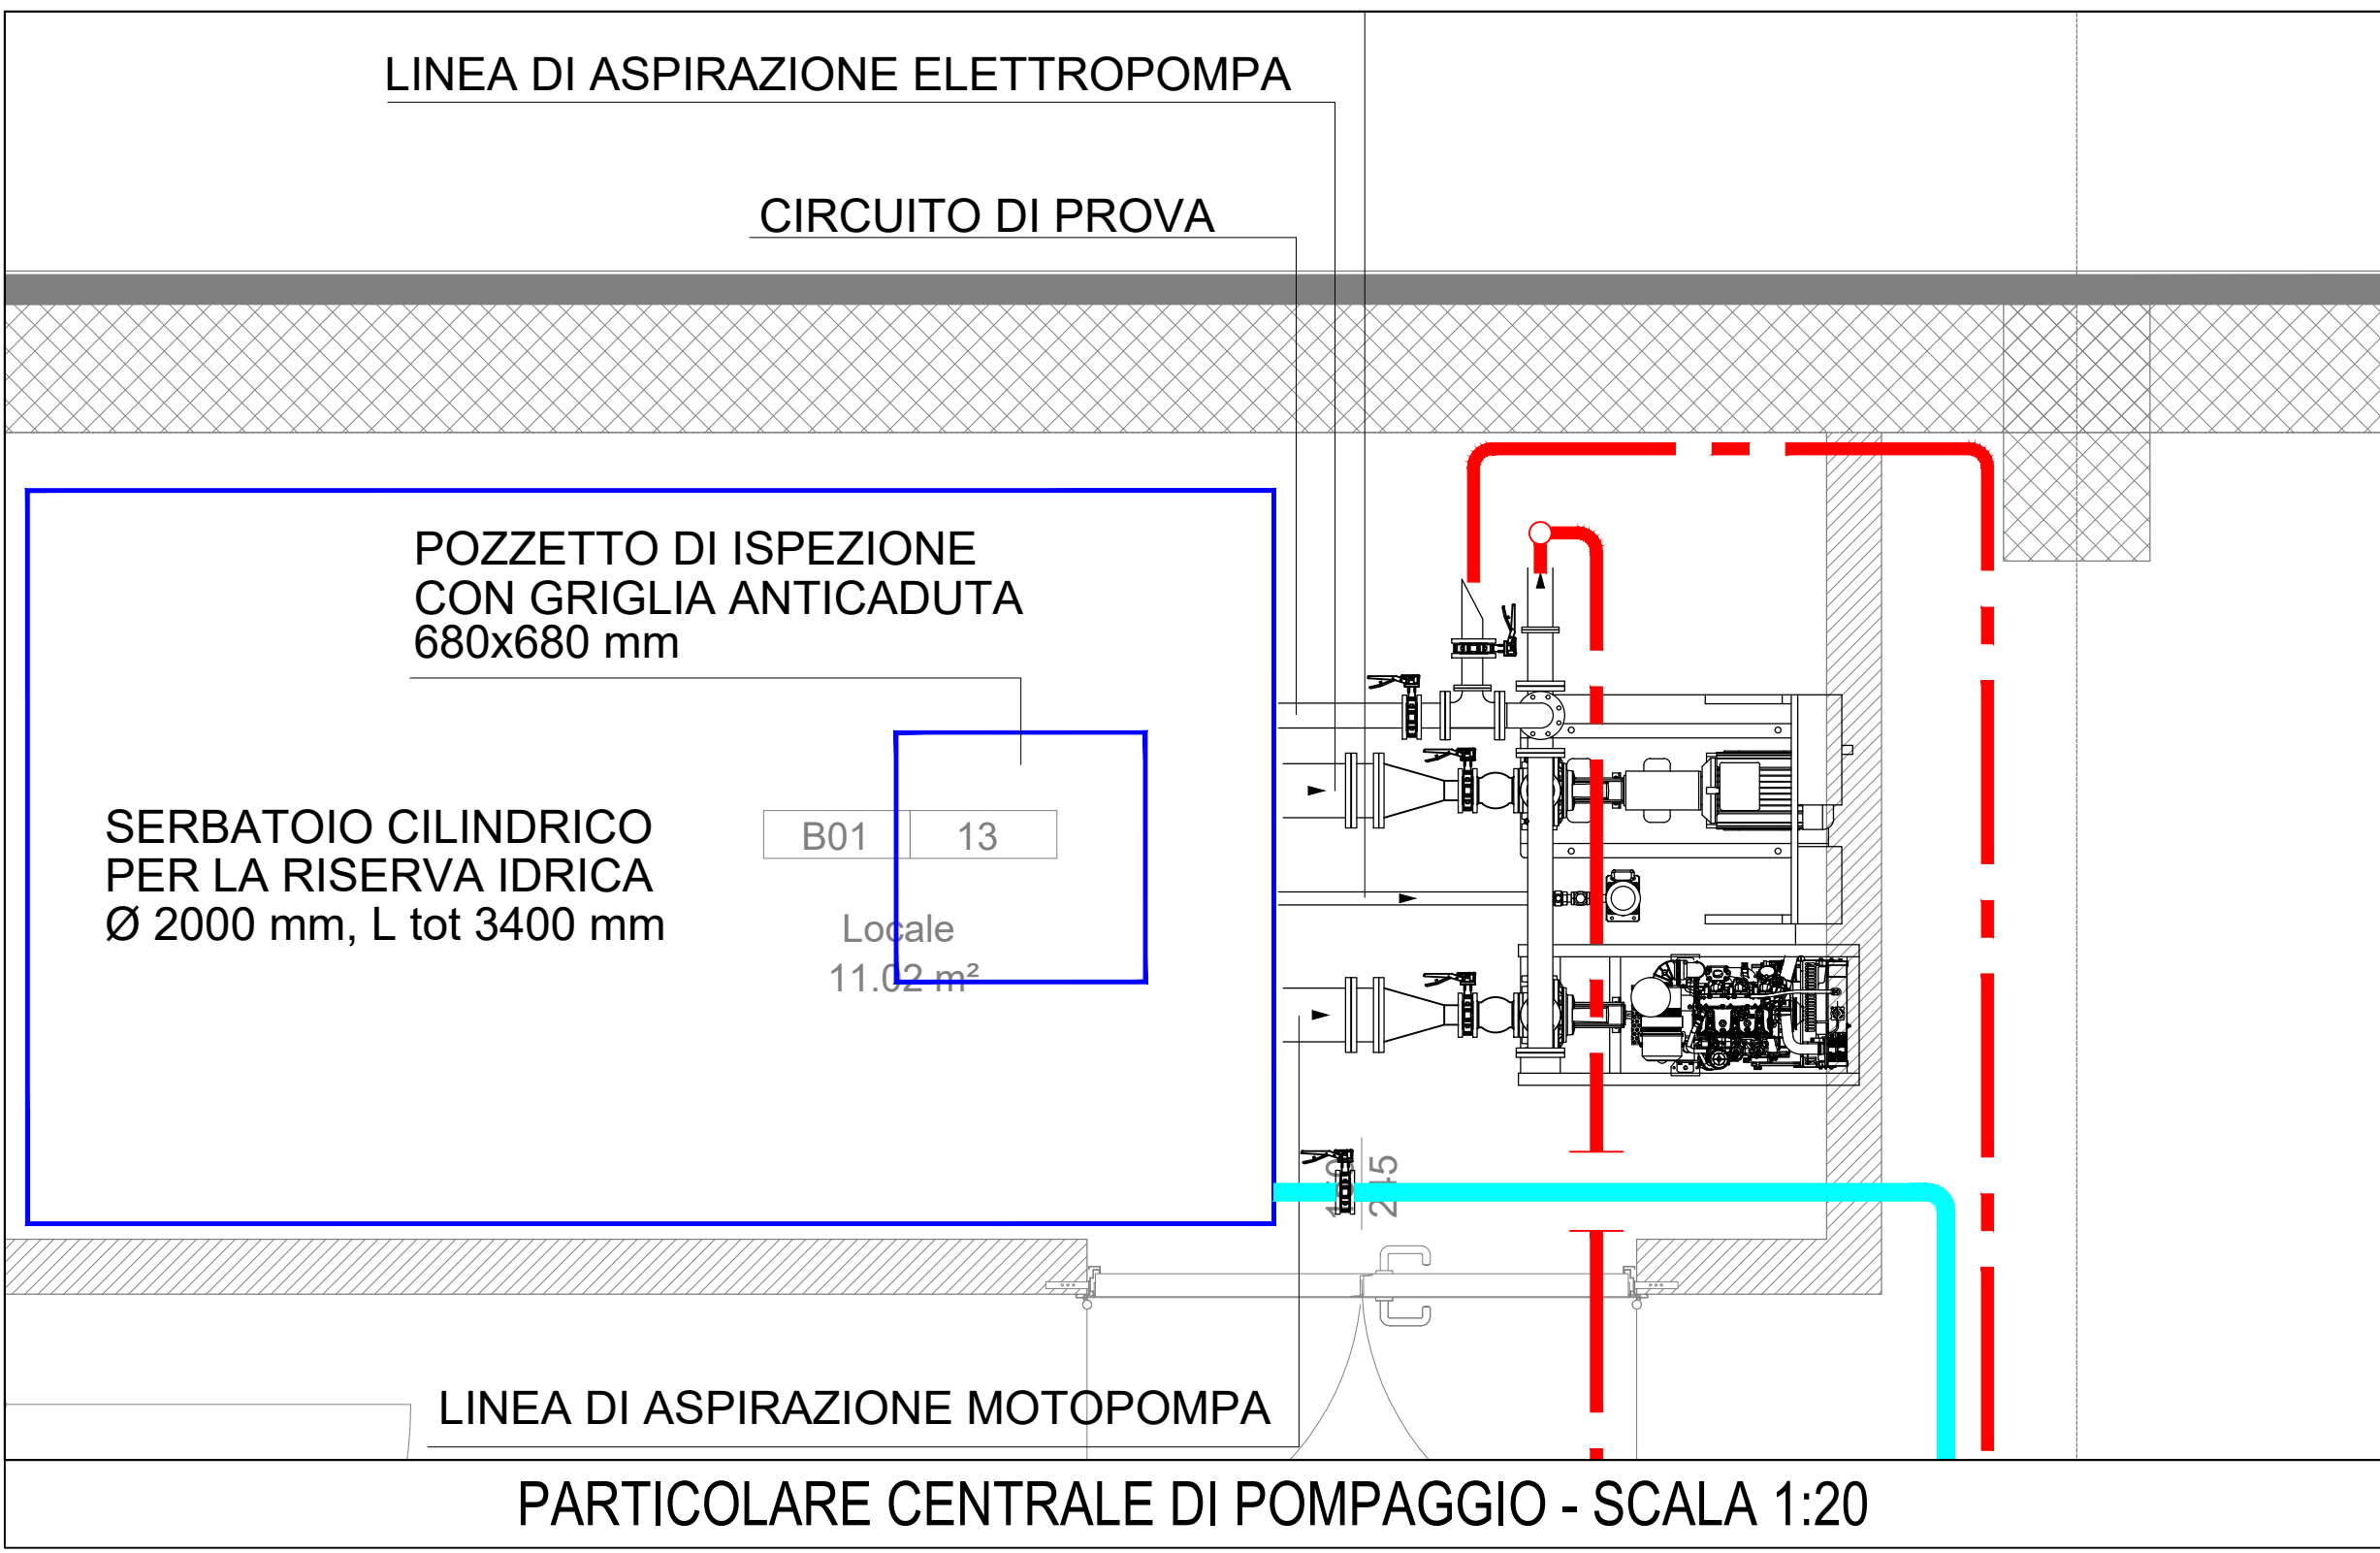 LINEA DI ASPIRAZIONE ELETTROPOMPA
CIRCUITO DI PROVA
POZZETTO DI ISPEZIONE
CON GRIGLIA ANTICADUTA
680x680 mm
SERBATOIO CILINDRICO
PER LA RISERVA IDRICA
Ø 2000 mm, L tot 3400 mm
B01 13
Locale
11.02 m²
245
LINEA DI ASPIRAZIONE MOTOPOMPA
PARTICOLARE CENTRALE DI POMPAGGIO - SCALA 1:20